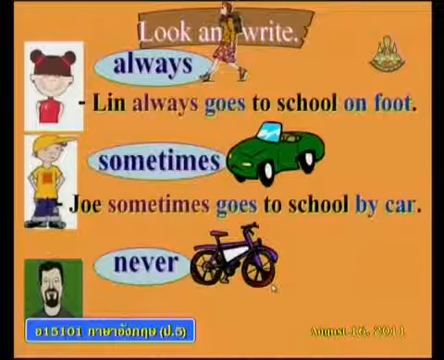 Look an write.
always
- Lin always goes to school on foot.
sometimes
- Joe sometimes goes to school by car.
never
อ15101 ภาษาอังกฤษ (ป.5)
August 16, 2011